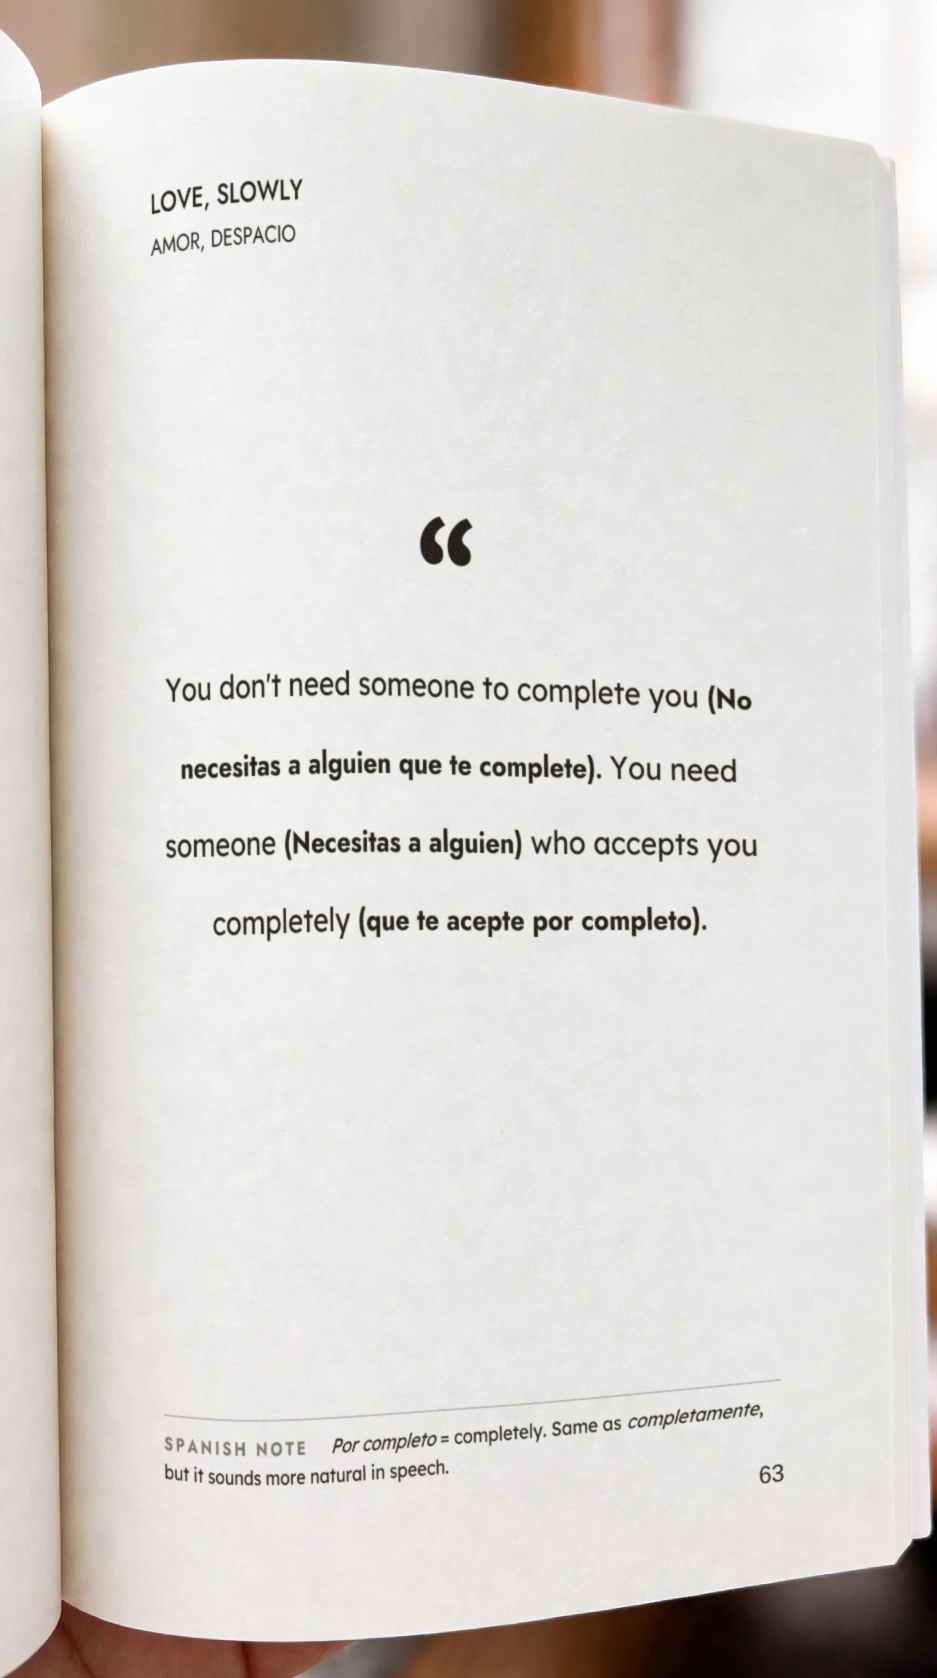 LOVE, SLOWLY
AMOR, DESPACIO
“
You don't need someone to complete you (No
necesitas a alguien que te complete). You need
someone (Necesitas a alguien) who accepts you
completely (que te acepte por completo).
SPANISH NOTE Por completo = completely. Same as completamente,
but it sounds more natural in speech.
63